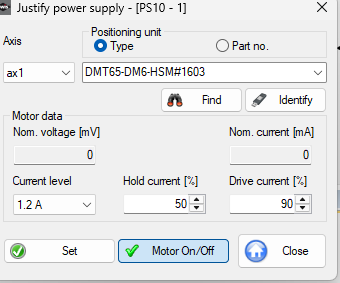 Justify power supply - [PS10 - 1]
Positioning unit
Axis
Type
Part no.
ax1
DMT65-DM6-HSM#1603
Find
Identify
Motor data
Nom. voltage [mV]
Nom. current [mA]
0
0
Current level
Hold current [%]
Drive current [%]
1.2 A
50
90
Set
Motor On/Off
Close